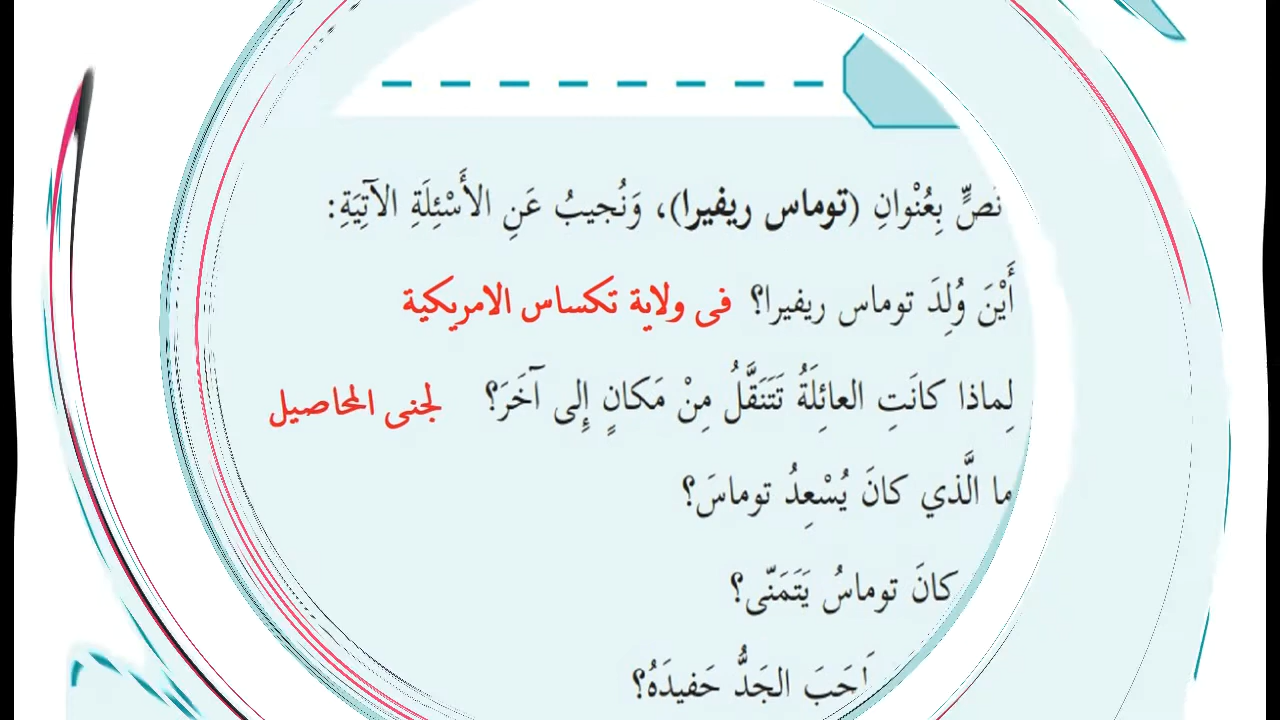 نَصٍّ بِعُنْوانِ (توماس ريفيرا)، وَنُجيبُ عَنِ الأَسْئِلَةِ الآتِيَةِ:
أَيْنَ وُلِدَ توماس ريفيرا؟ فى ولاية تكساس الامريكية
لِماذا كانَتِ العائِلَةُ تَتَنَقَّلُ مِنْ مَكانٍ إِلى آخَرَ؟ لجنى المحاصيل
ما الَّذي كانَ يُسْعِدُ توماسَ؟
كانَ توماسُ يَتَمَنّى؟
الجَدُّ حَفيدَهُ؟